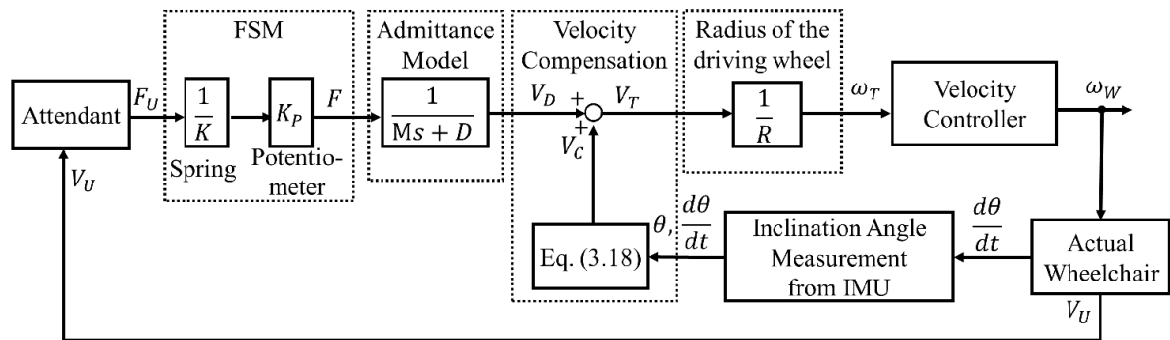 FSM
Admittance
Model
Velocity
Compensation
Radius of the
driving wheel
Attendant
F_U
1
K
K_P
F
1
Ms + D
V_D
+
V_T
+
V_C
1
R
ω_T
Velocity
Controller
ω_W
Spring
Potentio-
meter
V_U
Eq. (3.18)
θ, dθ
dt
Inclination Angle
Measurement
from IMU
dθ
dt
Actual
Wheelchair
V_U